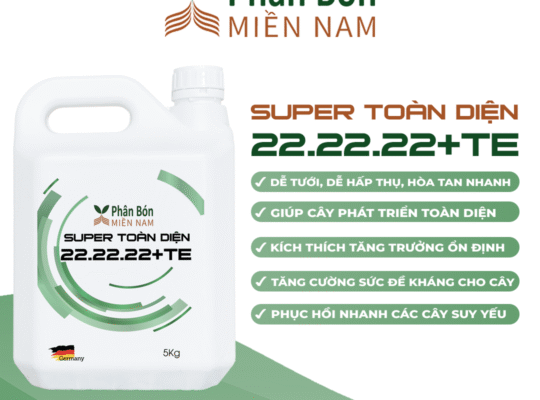 Phân Bón
MIỀN NAM
SUPER TOÀN DIỆN
22.22.22+TE
DỄ TƯỚI, DỄ HẤP THỤ, HÒA TAN NHANH
GIÚP CÂY PHÁT TRIỂN TOÀN DIỆN
KÍCH THÍCH TĂNG TRƯỞNG ỔN ĐỊNH
TĂNG CƯỜNG SỨC ĐỀ KHÁNG CHO CÂY
PHỤC HỒI NHANH CÁC CÂY SUY YẾU
Phân Bón
MIỀN NAM
SUPER TOÀN DIỆN
22.22.22+TE
Germany
5Kg